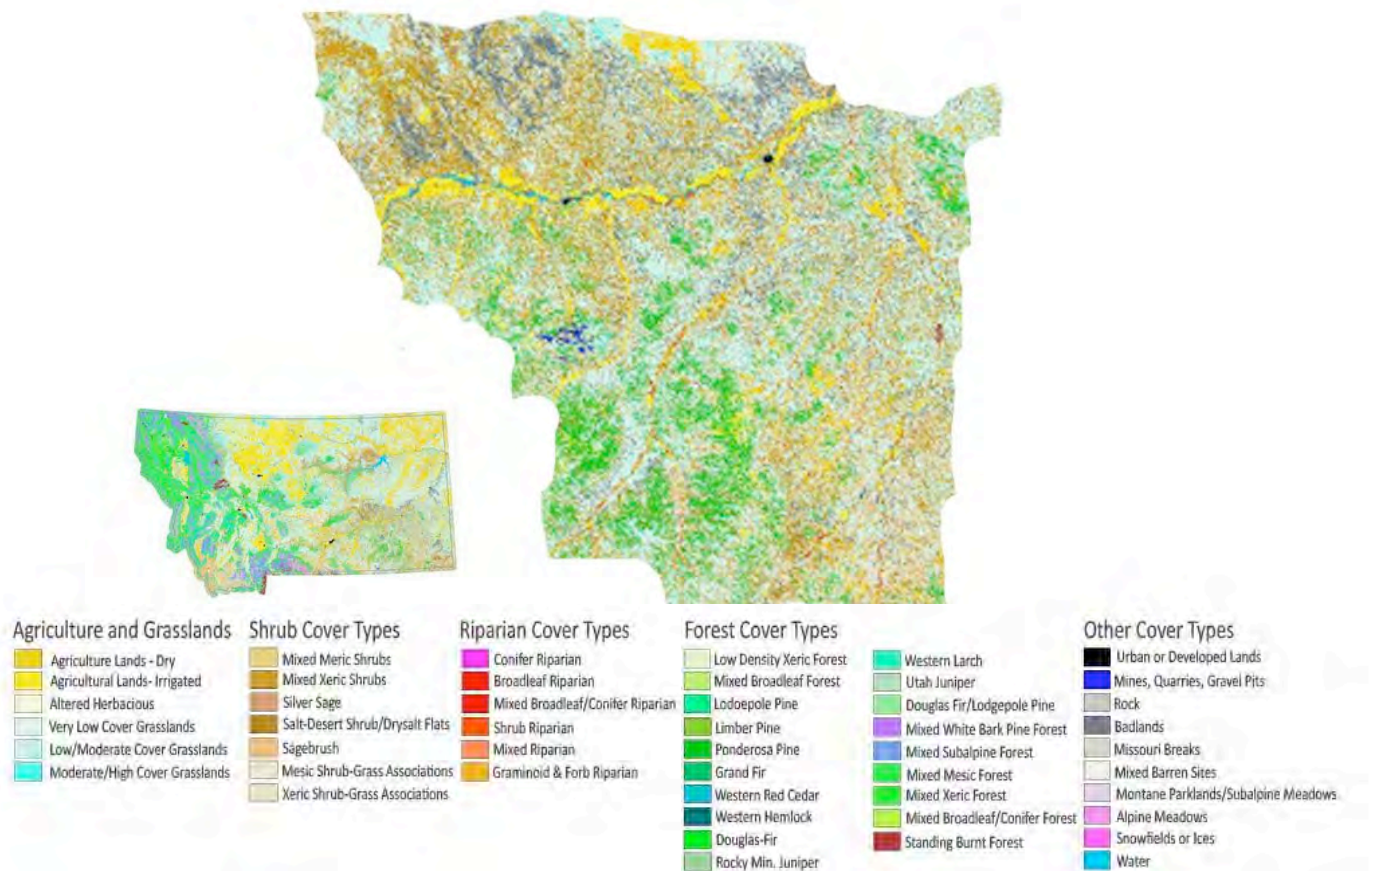 Agriculture and Grasslands
Agriculture Lands - Dry
Agricultural Lands- Irrigated
Altered Herbacious
Very Low Cover Grasslands
Low/Moderate Cover Grasslands
Moderate/High Cover Grasslands
Shrub Cover Types
Mixed Meric Shrubs
Mixed Xeric Shrubs
Silver Sage
Salt-Desert Shrub/Drysalt Flats
Sagebrush
Mesic Shrub-Grass Associations
Xeric Shrub-Grass Associations
Riparian Cover Types
Conifer Riparian
Broadleaf Riparian
Mixed Broadleaf/Conifer Riparian
Shrub Riparian
Mixed Riparian
Graminoid & Forb Riparian
Forest Cover Types
Low Density Xeric Forest
Mixed Broadleaf Forest
Lodoepole Pine
Limber Pine
Ponderosa Pine
Grand Fir
Western Red Cedar
Western Hemlock
Douglas-Fir
Rocky Min. Juniper
Western Larch
Utah Juniper
Douglas Fir/Lodgepole Pine
Mixed White Bark Pine Forest
Mixed Subalpine Forest
Mixed Mesic Forest
Mixed Xeric Forest
Mixed Broadleaf/Conifer Forest
Standing Burnt Forest
Other Cover Types
Urban or Developed Lands
Mines, Quarries, Gravel Pits
Rock
Badlands
Missouri Breaks
Mixed Barren Sites
Montane Parklands/Subalpine Meadows
Alpine Meadows
Snowfields or Ices
Water